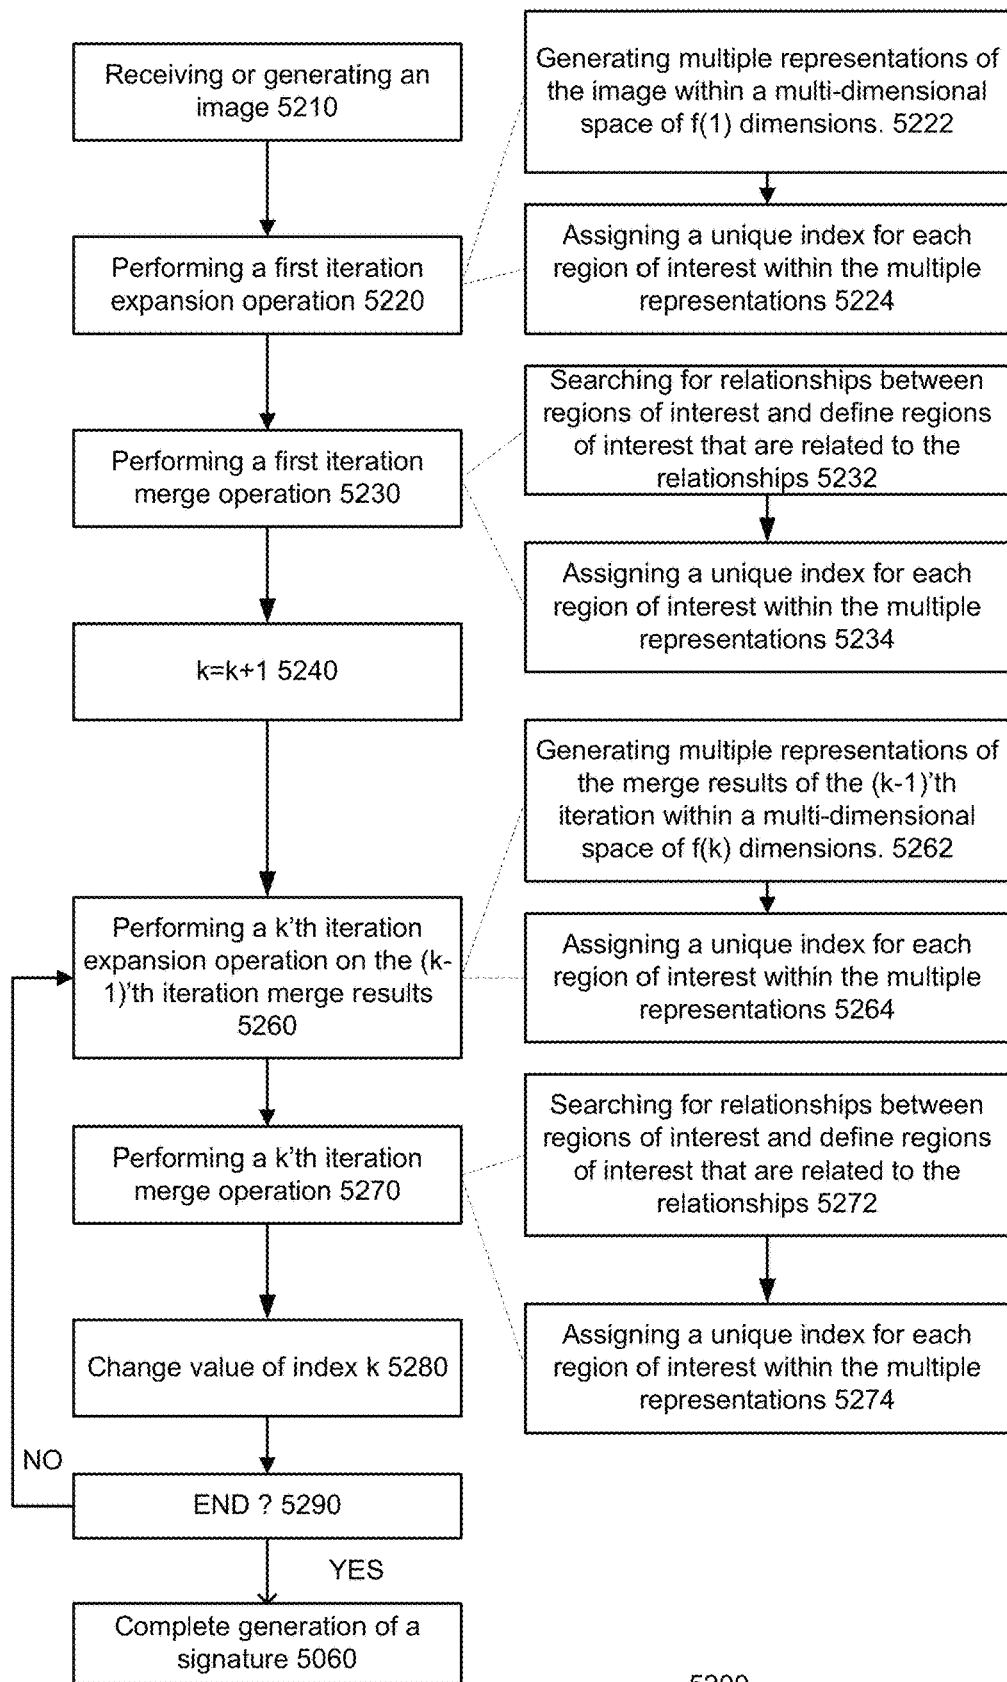 Receiving or generating an
image 5210
Performing a first iteration
expansion operation 5220
Performing a first iteration
merge operation 5230
k=k+1 5240
Performing a k'th iteration
expansion operation on the (k-
1)'th iteration merge results
5260
Performing a k'th iteration
merge operation 5270
Change value of index k 5280
NO
END ? 5290
YES
Complete generation of a
signature 5060
Generating multiple representations of
the image within a multi-dimensional
space of f(1) dimensions. 5222
Assigning a unique index for each
region of interest within the multiple
representations 5224
Searching for relationships between
regions of interest and define regions
of interest that are related to the
relationships 5232
Assigning a unique index for each
region of interest within the multiple
representations 5234
Generating multiple representations of
the merge results of the (k-1)'th
iteration within a multi-dimensional
space of f(k) dimensions. 5262
Assigning a unique index for each
region of interest within the multiple
representations 5264
Searching for relationships between
regions of interest and define regions
of interest that are related to the
relationships 5272
Assigning a unique index for each
region of interest within the multiple
representations 5274